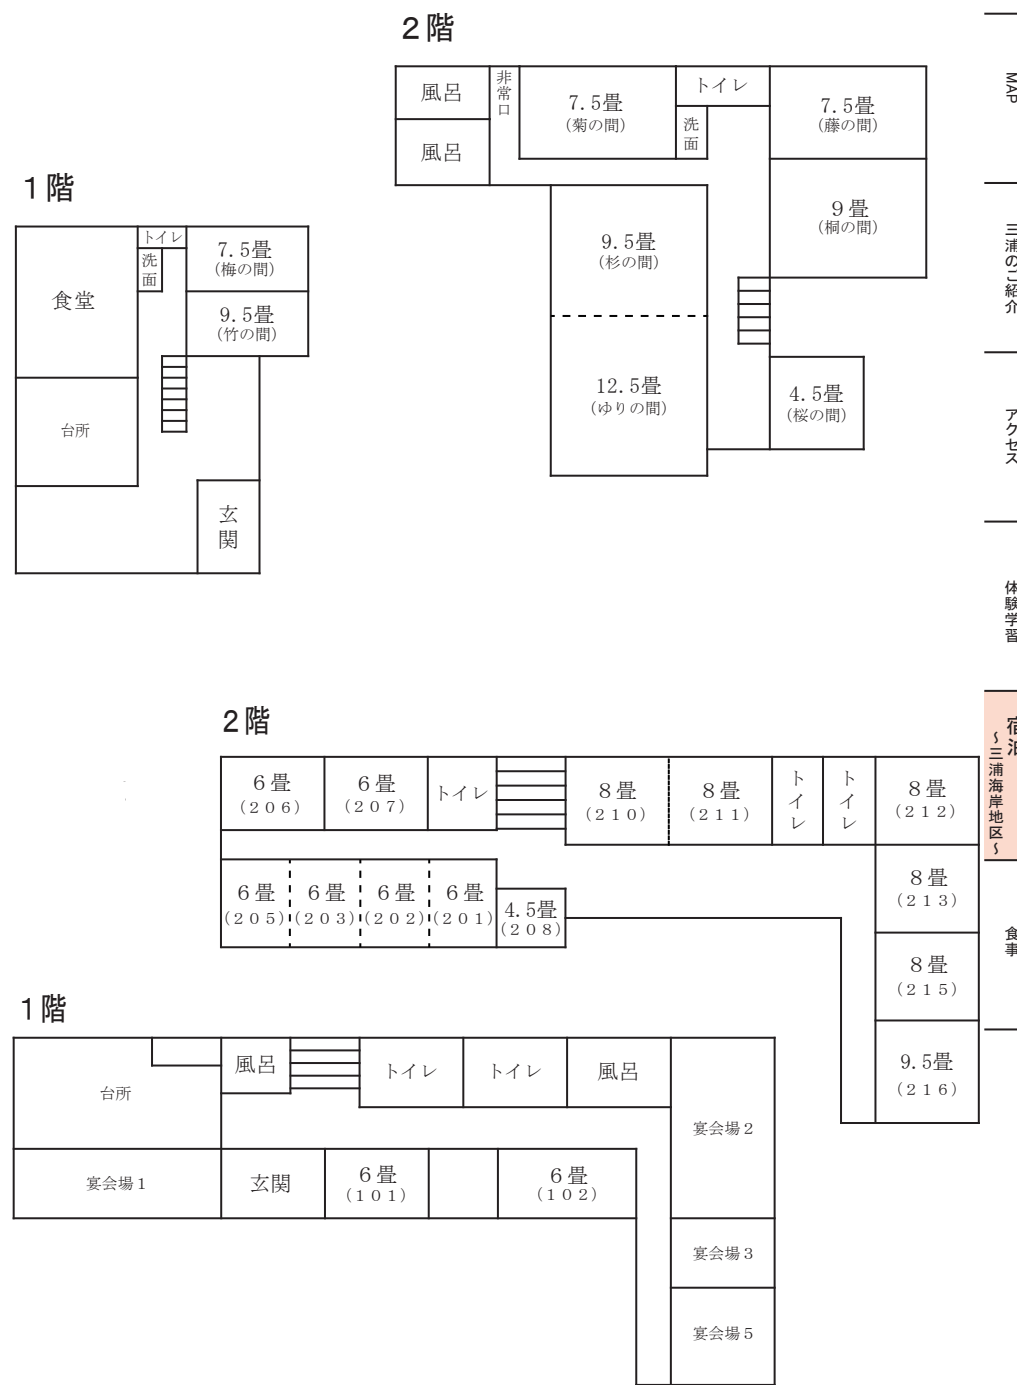 2階
風呂
非常口
7.5畳
(菊の間)
トイレ
洗面
7.5畳
(藤の間)
風呂
9畳
(桐の間)
9.5畳
(杉の間)
12.5畳
(ゆりの間)
4.5畳
(桜の間)
1階
食堂
トイレ
洗面
7.5畳
(梅の間)
9.5畳
(竹の間)
台所
玄関
2階
6畳
(206)
6畳
(207)
トイレ
8畳
(210)
8畳
(211)
トイレ
トイレ
8畳
(212)
6畳
(205)
6畳
(203)
6畳
(202)
6畳
(201)
4.5畳
(208)
8畳
(213)
8畳
(215)
9.5畳
(216)
1階
台所
風呂
トイレ
トイレ
風呂
宴会場2
宴会場1
玄関
6畳
(101)
6畳
(102)
宴会場3
宴会場5
MAP
三浦のご紹介
アクセス
体験学習
宿泊
～三浦海岸地区～
食事